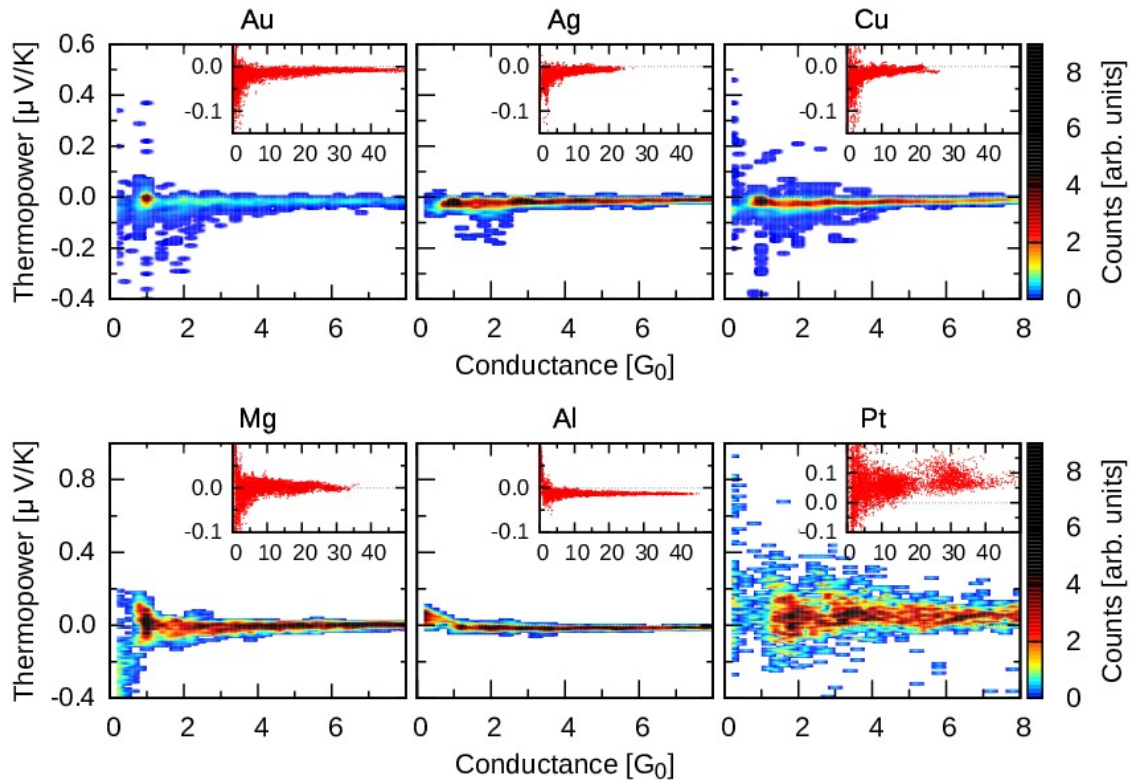 Au Ag Cu
Thermopower [μ V/K]
0.6
0.4
0.2
0.0
-0.2
-0.4
0.0
-0.1
0 10 20 30 40
0.0
-0.1
0 10 20 30 40
0.0
-0.1
0 10 20 30 40
8
6
4
2
0
Counts [arb. units]
0 2 4 6 0 2 4 6 0 2 4 6 8
Conductance [G₀]
Mg Al Pt
Thermopower [μ V/K]
0.8
0.4
0.0
-0.4
0.0
-0.1
0 10 20 30 40
0.0
-0.1
0 10 20 30 40
0.1
0.0
-0.1
0 10 20 30 40
8
6
4
2
0
Counts [arb. units]
0 2 4 6 0 2 4 6 0 2 4 6 8
Conductance [G₀]